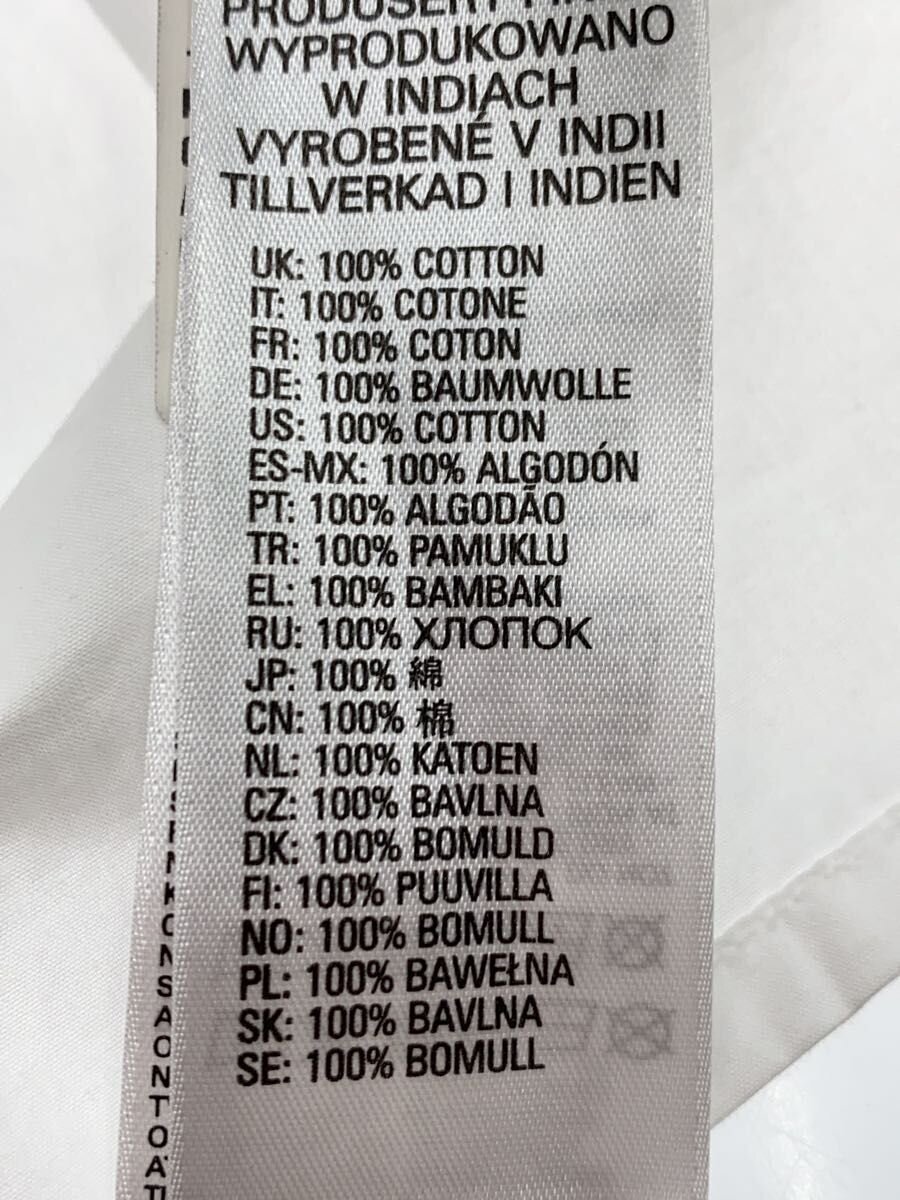 WYPRODUKOWANO
W INDIACH
VYROBENÉ V INDII
TILLVERKAD I INDIEN
UK: 100% COTTON
IT: 100% COTONE
FR: 100% COTON
DE: 100% BAUMWOLLE
US: 100% COTTON
ES-MX: 100% ALGODÓN
PT: 100% ALGODÃO
TR: 100% PAMUKLU
EL: 100% BAMBAKI
RU: 100% ХЛОПОК
JP: 100% 綿
CN: 100% 棉
NL: 100% KATOEN
CZ: 100% BAVLNA
DK: 100% BOMULD
FI: 100% PUUVILLA
NO: 100% BOMULL
PL: 100% BAWEŁNA
SK: 100% BAVLNA
SE: 100% BOMULL